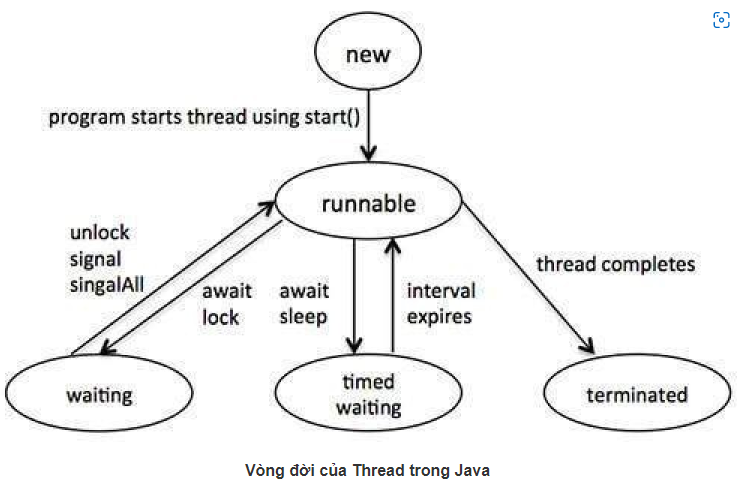 new
program starts thread using start()
runnable
unlock
signal
singalAll
await
lock
await
sleep
interval
expires
thread completes
waiting
timed
waiting
terminated
Vòng đời của Thread trong Java